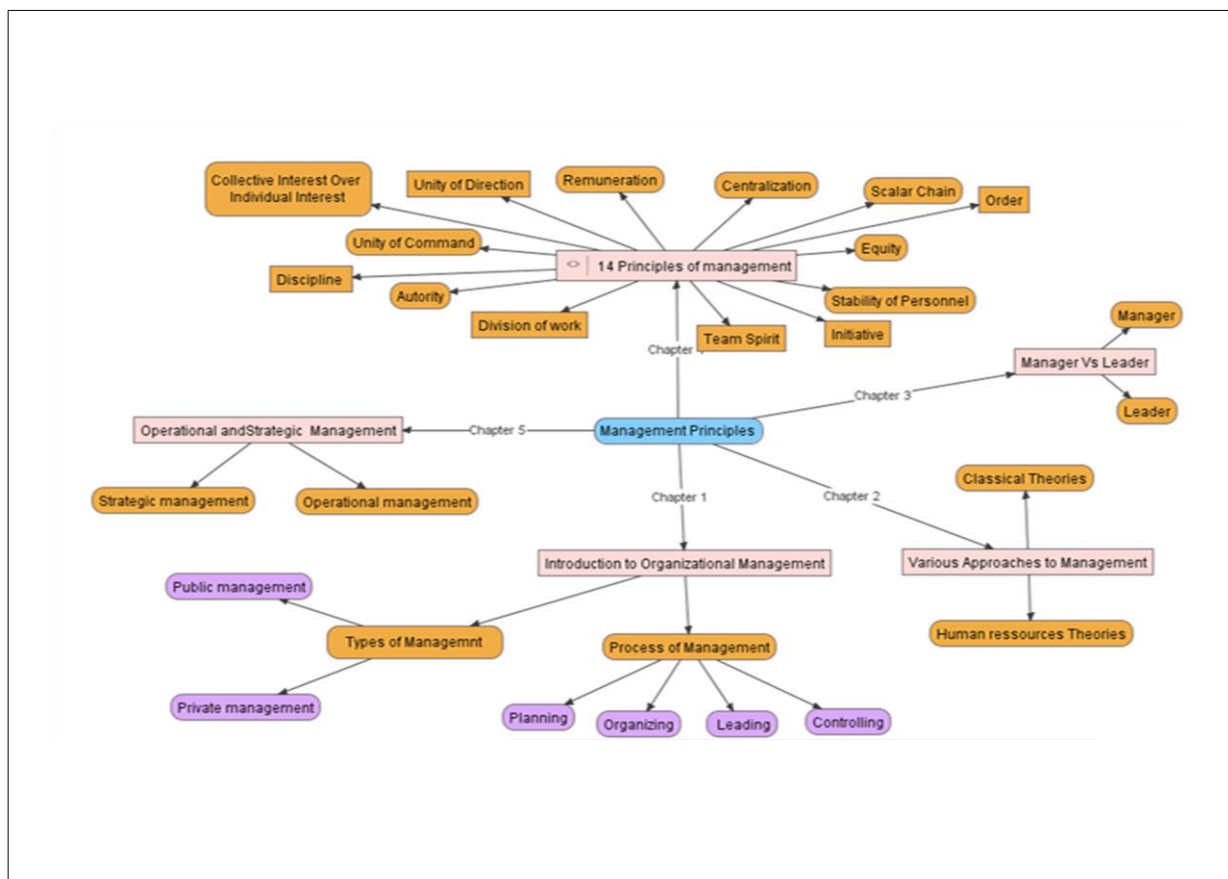 Collective Interest Over
Individual Interest
Unity of Direction
Remuneration
Centralization
Scalar Chain
Order
Unity of Command
Equity
<> 14 Principles of management
Discipline
Autority
Stability of Personnel
Division of work
Team Spirit
Initiative
Manager
Chapter
Manager Vs Leader
Chapter 3
Leader
Operational andStrategic Management
Chapter 5
Management Principles
Strategic management
Operational management
Chapter 1
Chapter 2
Classical Theories
Introduction to Organizational Management
Various Approaches to Management
Public management
Types of Managemnt
Process of Management
Human ressources Theories
Private management
Planning
Organizing
Leading
Controlling